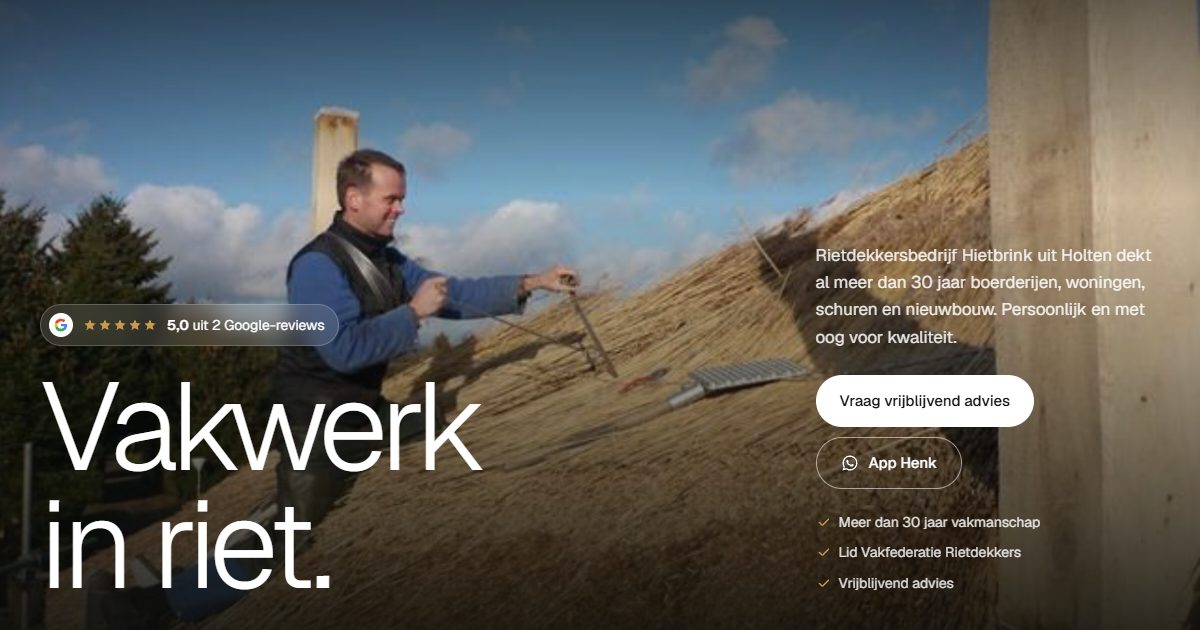 5,0 uit 2 Google-reviews
Vakwerk
in riet.
Rietdekkersbedrijf Hietbrink uit Holten dekt
al meer dan 30 jaar boerderijen, woningen,
schuren en nieuwbouw. Persoonlijk en met
oog voor kwaliteit.
Vraag vrijblijvend advies
App Henk
Meer dan 30 jaar vakmanschap
Lid Vakfederatie Rietdekkers
Vrijblijvend advies